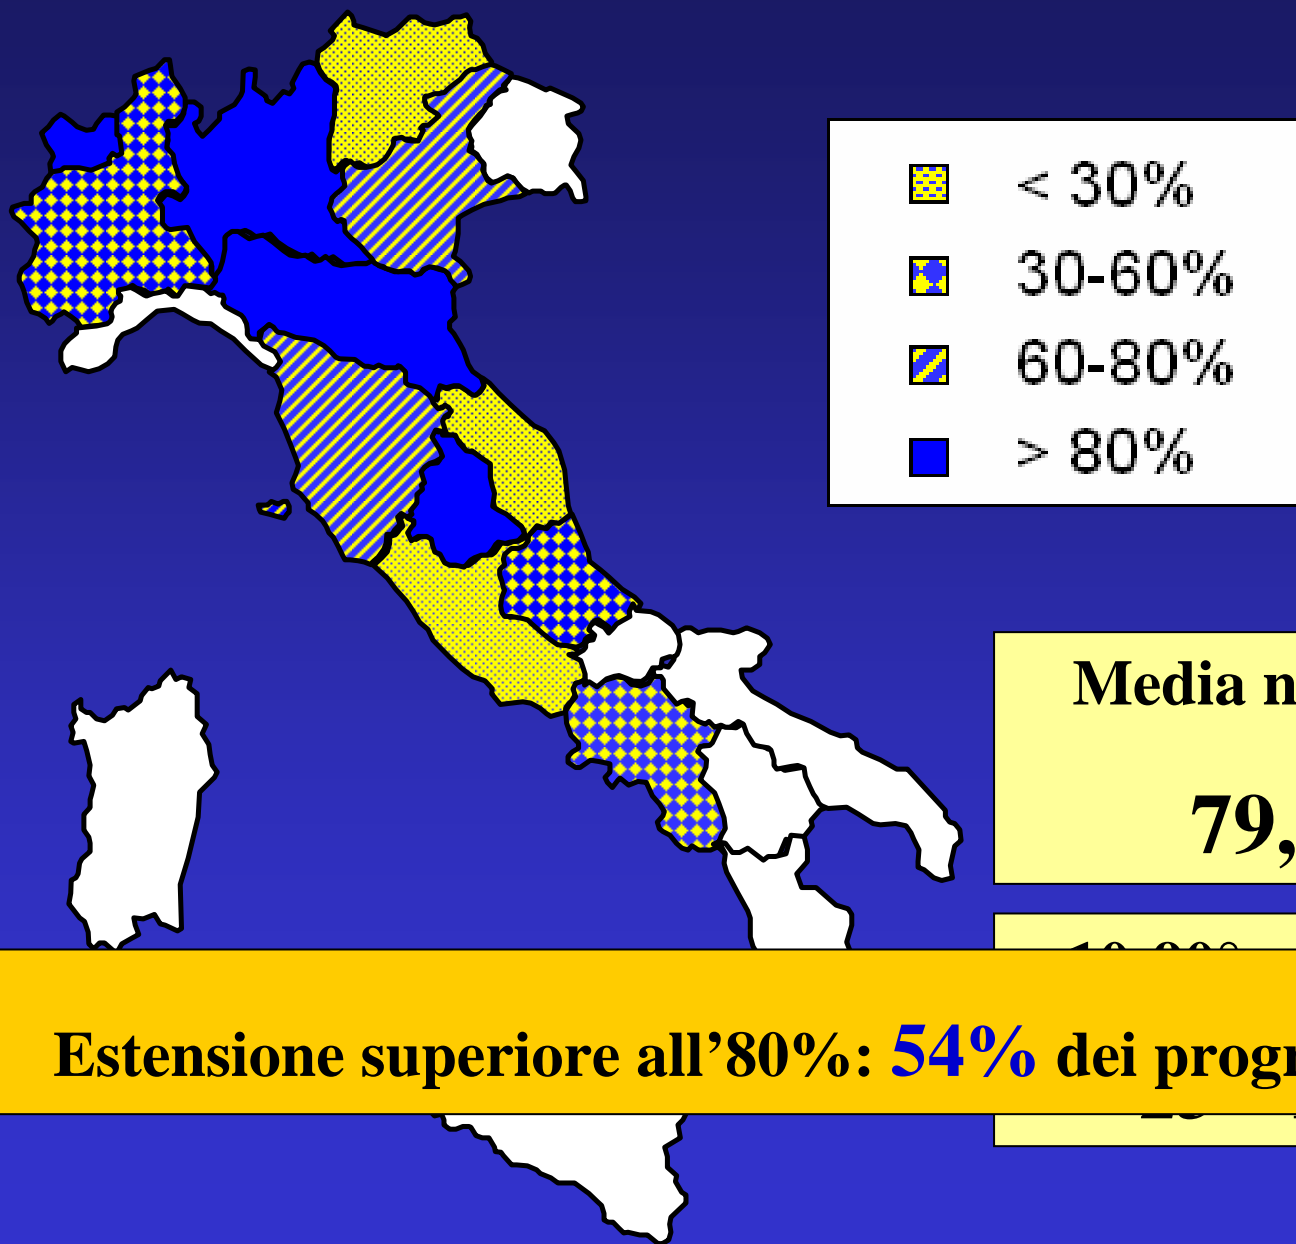 < 30%
30-60%
60-80%
> 80%
Media n
79,
Estensione superiore all’80%: 54% dei progr